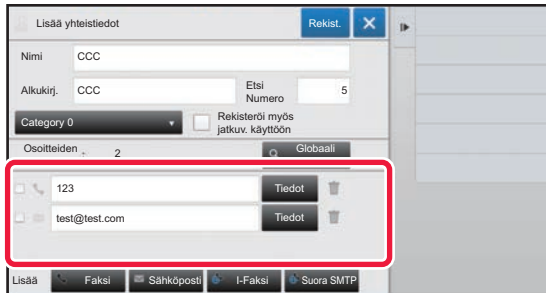 Lisää yhteistiedot Rekist.
Nimi CCC
Alkukirj. CCC Etsi Numero 5
Category 0 Rekisteröi myös jatkuv. käyttöön
Osoitteiden 2 Globaali
123 Tiedot
test@test.com Tiedot
Lisää Faksi Sähköposti I-Faksi Suora SMTP